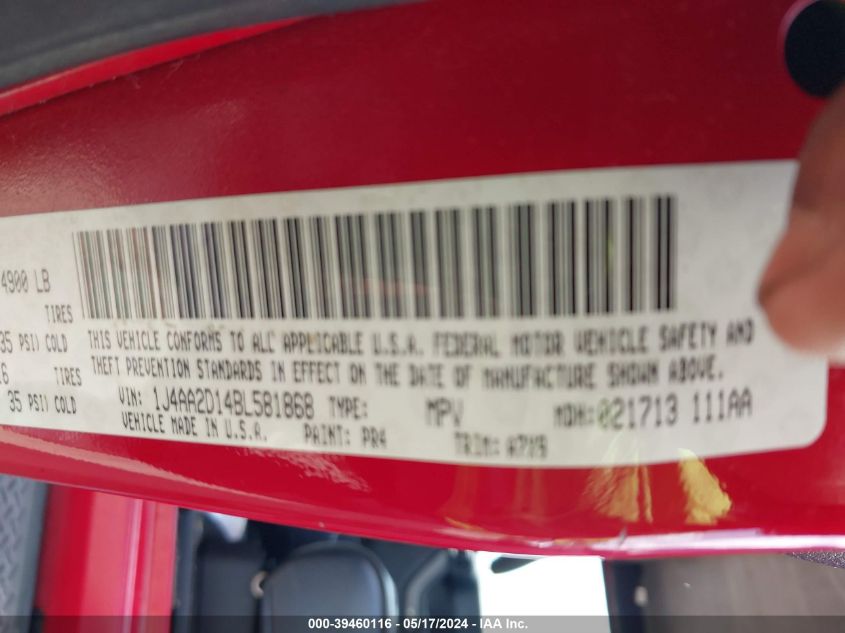 4900 LB
TIRES
35 PSI) COLD
TIRES
35 PSI) COLD
THIS VEHICLE CONFORMS TO ALL APPLICABLE U.S.A. FEDERAL MOTOR VEHICLE SAFETY AND
THEFT PREVENTION STANDARDS IN EFFECT ON THE DATE OF MANUFACTURE SHOWN ABOVE.
VIN: 1J4AA2D14BL581868 TYPE: MPV MDH:021713 111AA
VEHICLE MADE IN U.S.A. PAINT: PR4 TRIM:
000-39460116 - 05/17/2024 - IAA Inc.